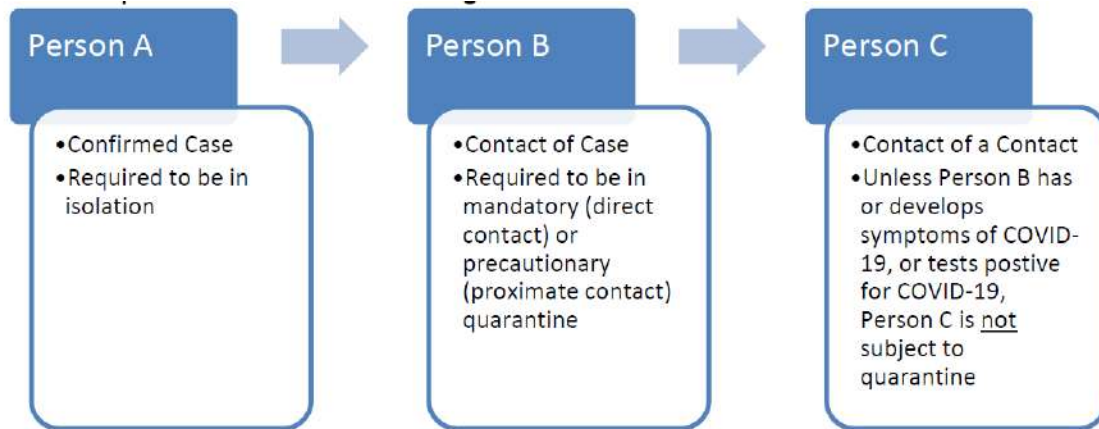 Person A
•Confirmed Case
•Required to be in
isolation
Person B
•Contact of Case
•Required to be in
mandatory (direct
contact) or
precautionary
(proximate contact)
quarantine
Person C
•Contact of a Contact
•Unless Person B has
or develops
symptoms of COVID-
19, or tests postive
for COVID-19,
Person C is not
subject to
quarantine